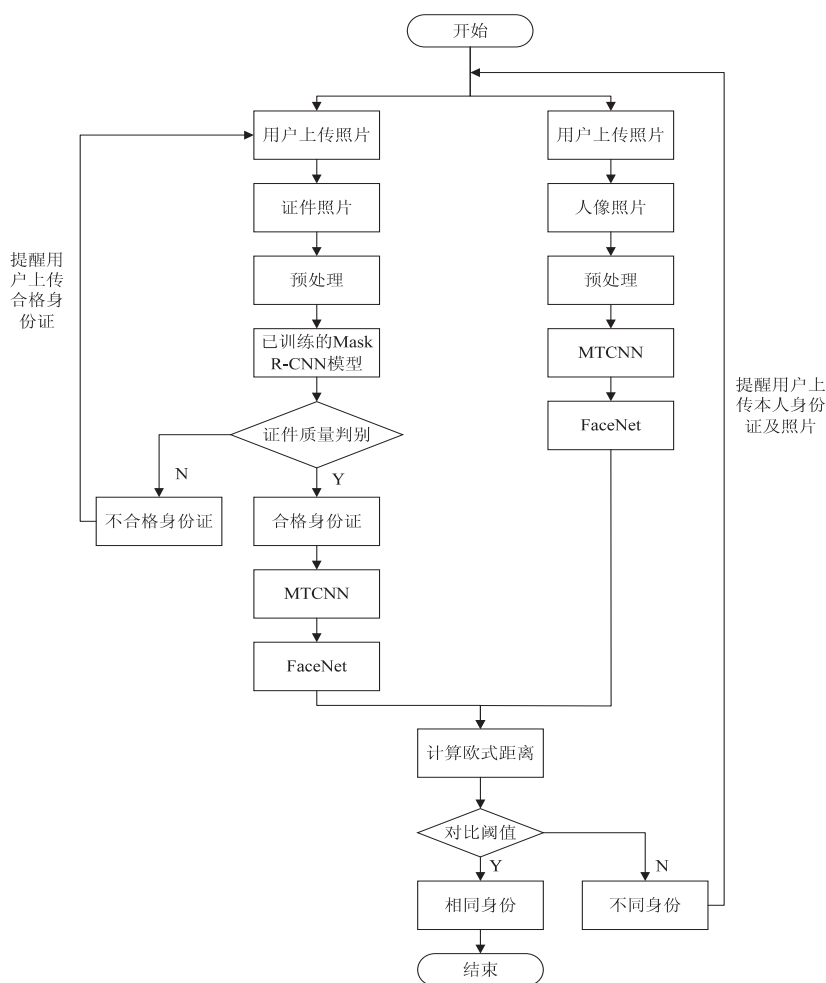 开始
用户上传照片
用户上传照片
证件照片
人像照片
提醒用
户上传
合格身
份证
预处理
预处理
已训练的Mask
R-CNN模型
MTCNN
提醒用户上
传本人身份
证及照片
证件质量判别
FaceNet
N
Y
不合格身份证
合格身份证
MTCNN
FaceNet
计算欧式距离
对比阈值
Y
N
相同身份
不同身份
结束